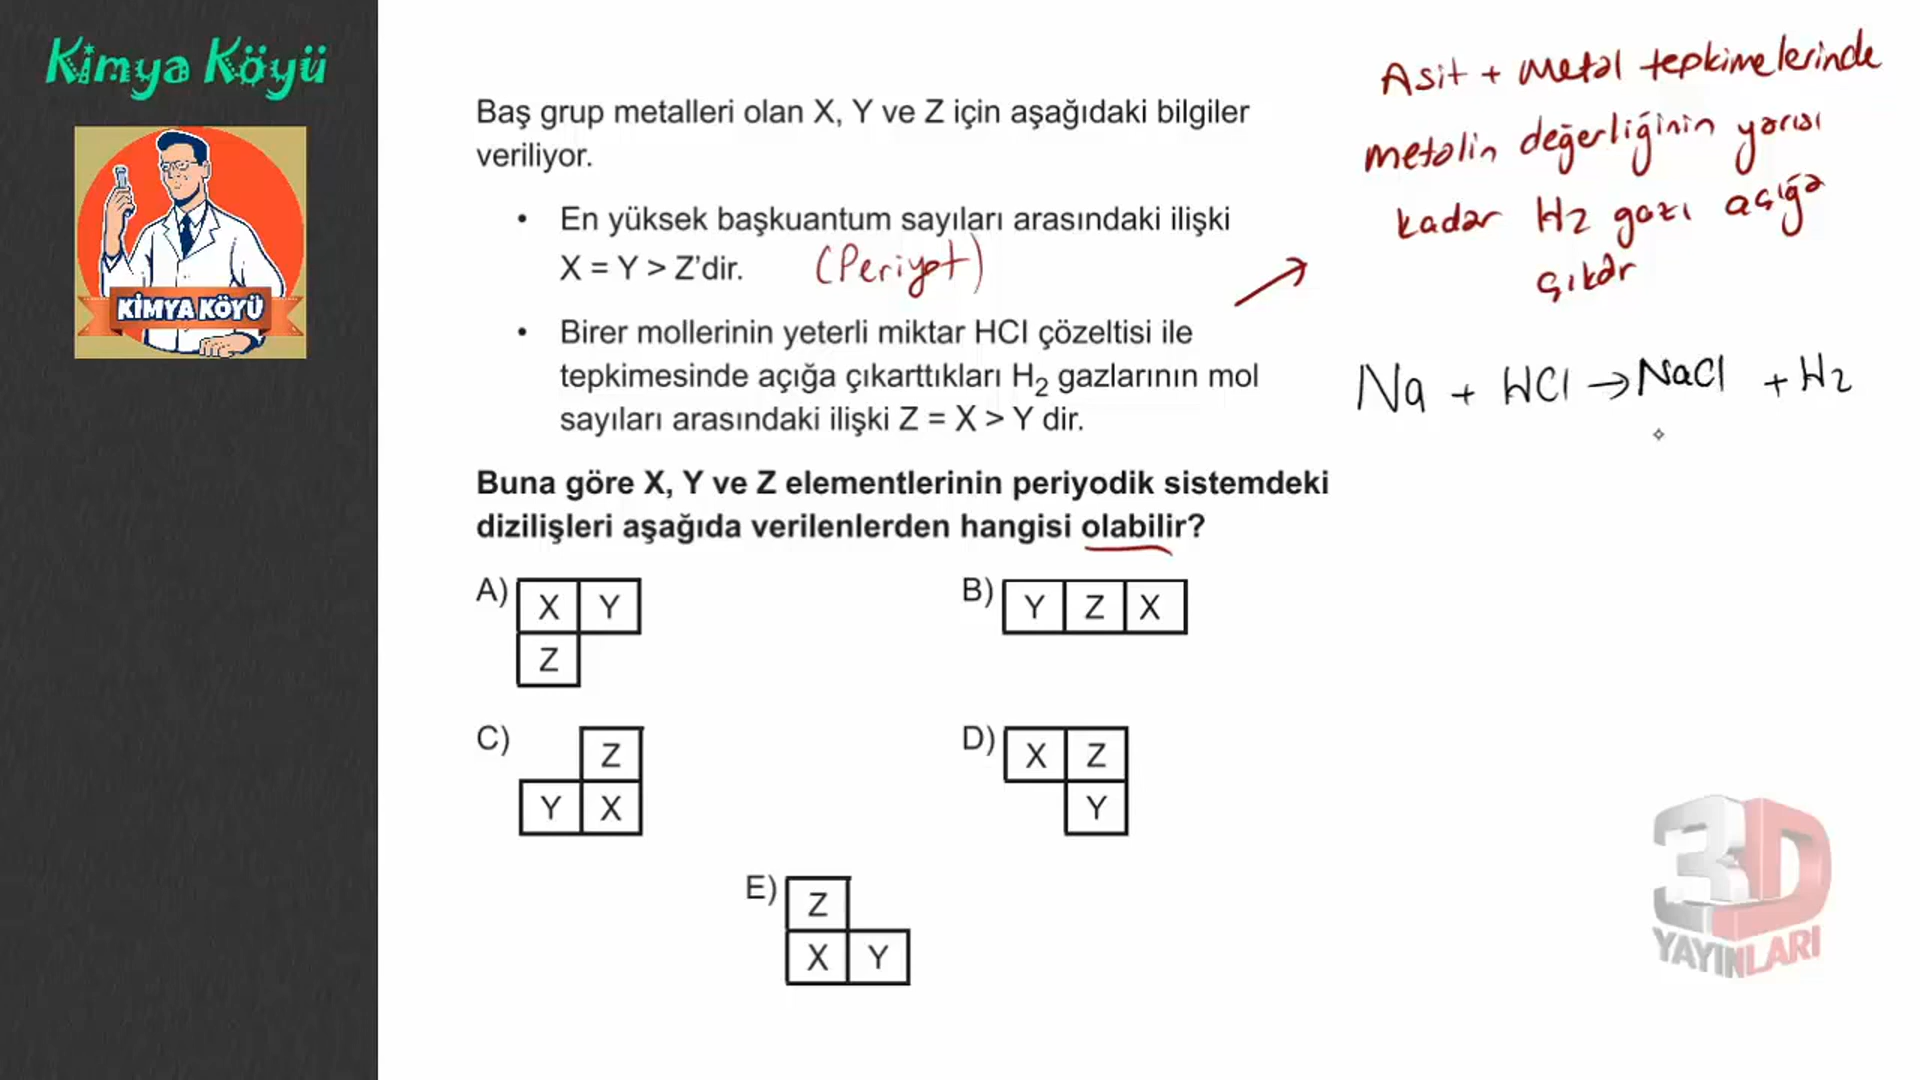 Kimya Köyü
KİMYA KÖYÜ
Baş grup metalleri olan X, Y ve Z için aşağıdaki bilgiler
veriliyor.
• En yüksek başkuantum sayıları arasındaki ilişki
X = Y > Z’dir. (Periyot)
• Birer mollerinin yeterli miktar HCl çözeltisi ile
tepkimesinde açığa çıkarttıkları H₂ gazlarının mol
sayıları arasındaki ilişki Z = X > Y dir.
Buna göre X, Y ve Z elementlerinin periyodik sistemdeki
dizilişleri aşağıda verilenlerden hangisi olabilir?
A) X Y
Z
B) Y Z X
C) Z
Y X
D) X Z
Y
E) Z
X Y
Asit + Metal tepkimelerinde
metalin değerliğinin yarısı
kadar H2 gazı açığa
çıkar
Na + HCl → NaCl + H2
3D
YAYINLARI